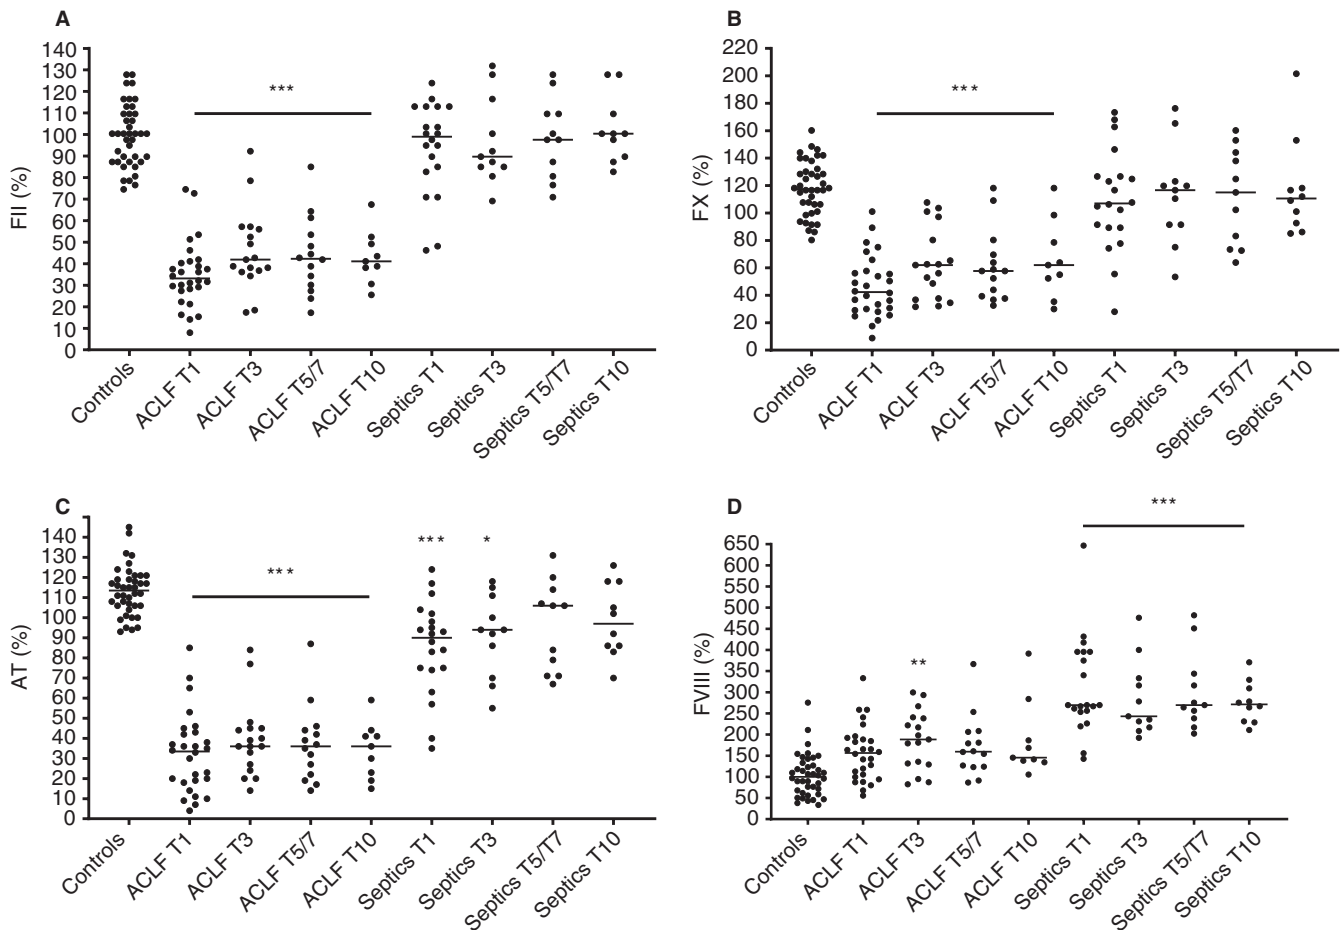 A
FII (%)
140
130
120
110
100
90
80
70
60
50
40
30
20
10
0
***
Controls
ACLF T1
ACLF T3
ACLF T5/7
ACLF T10
Septics T1
Septics T3
Septics T5/T7
Septics T10
B
FX (%)
220
200
180
160
140
120
100
80
60
40
20
0
***
Controls
ACLF T1
ACLF T3
ACLF T5/7
ACLF T10
Septics T1
Septics T3
Septics T5/T7
Septics T10
C
AT (%)
140
130
120
110
100
90
80
70
60
50
40
30
20
10
0
***
***
*
Controls
ACLF T1
ACLF T3
ACLF T5/7
ACLF T10
Septics T1
Septics T3
Septics T5/T7
Septics T10
D
FVIII (%)
650
600
550
500
450
400
350
300
250
200
150
100
50
0
**
***
Controls
ACLF T1
ACLF T3
ACLF T5/7
ACLF T10
Septics T1
Septics T3
Septics T5/T7
Septics T10